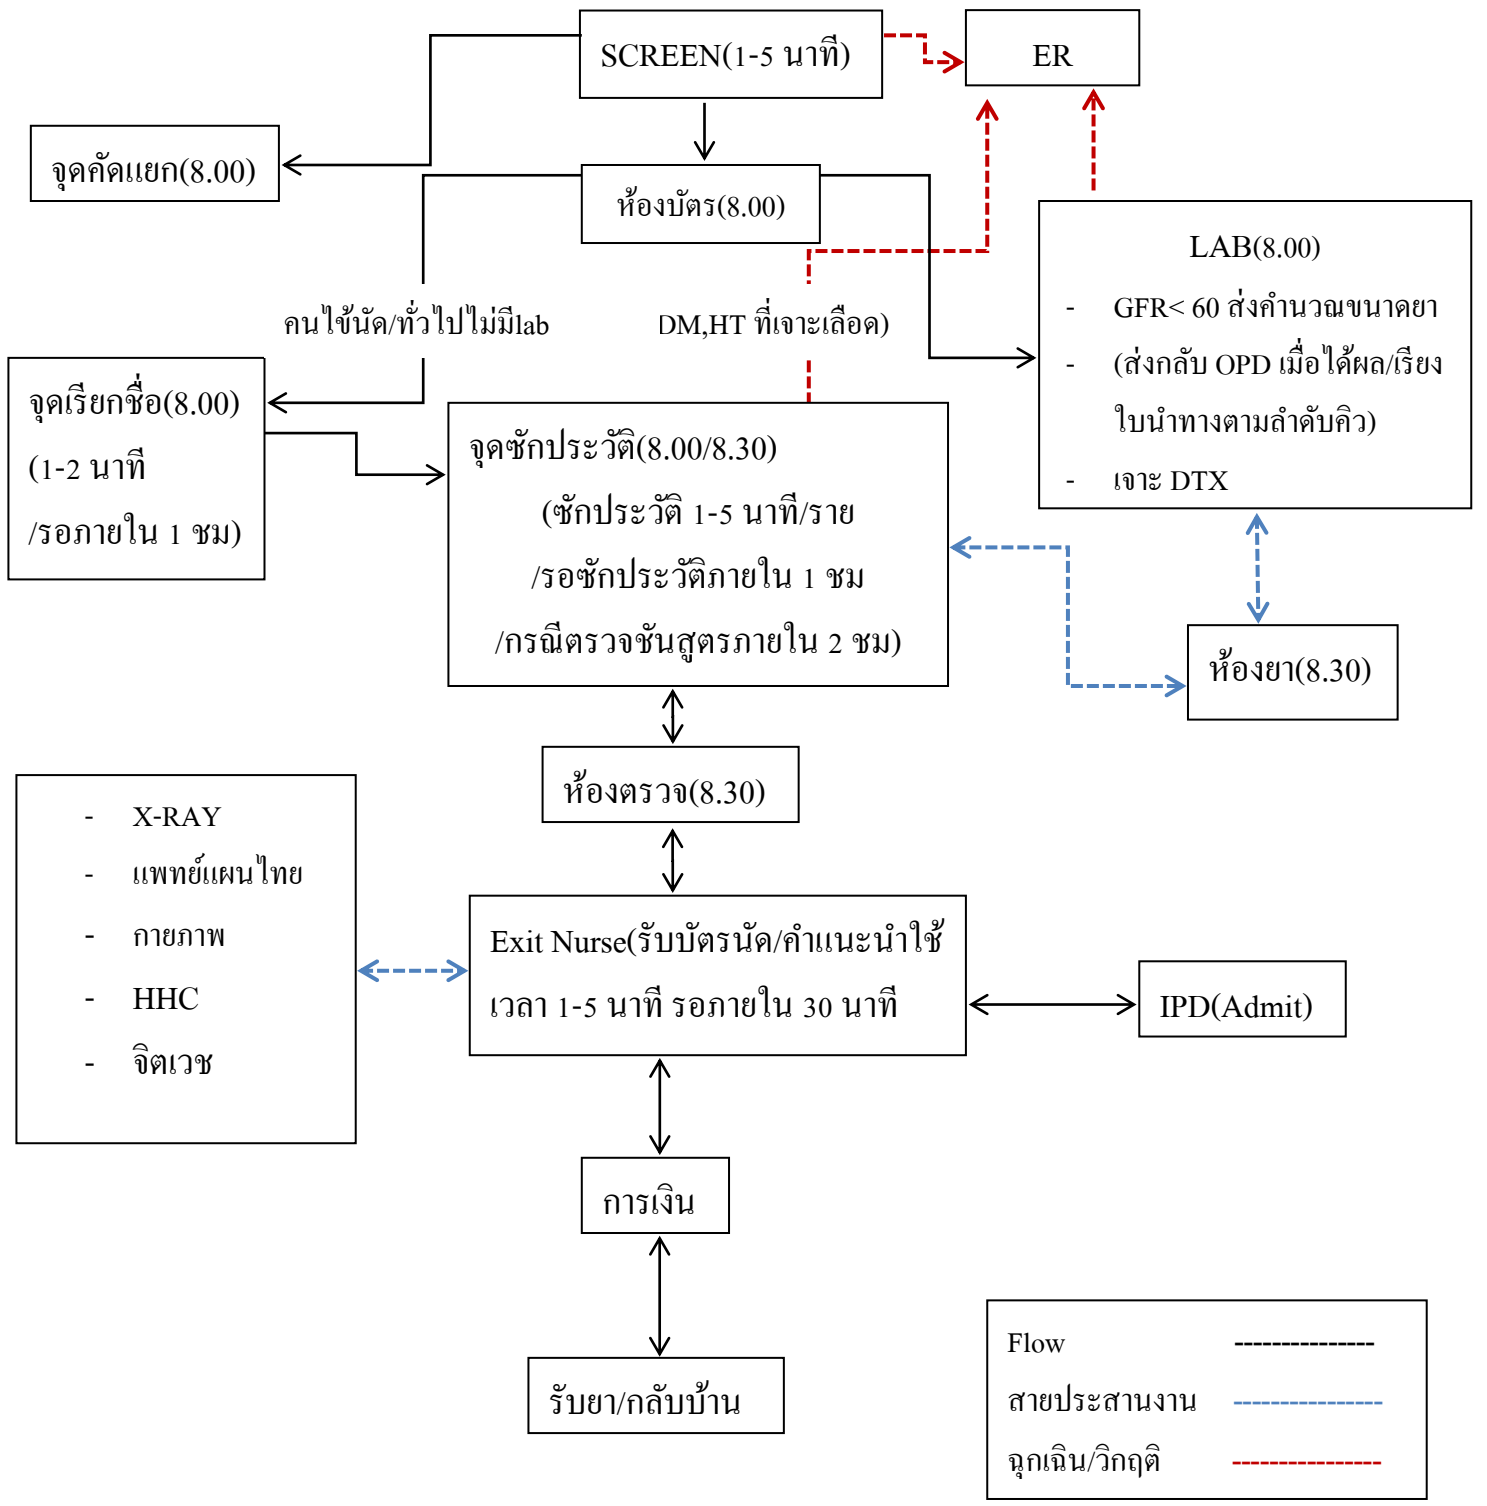 SCREEN(1-5 นาที)
ER
จุดคัดแยก(8.00)
ห้องบัตร(8.00)
LAB(8.00)
- GFR< 60 ส่งคำนวณขนาดยา
- (ส่งกลับ OPD เมื่อได้ผล/เรียง
ใบนำทางตามลำดับคิว)
- เจาะ DTX
คนไข้นัด/ทั่วไปไม่มีlab
DM,HT ที่เจาะเลือด)
จุดเรียกชื่อ(8.00)
(1-2 นาที
/รอภายใน 1 ชม)
จุดซักประวัติ(8.00/8.30)
(ซักประวัติ 1-5 นาที/ราย
/รอซักประวัติภายใน 1 ชม
/กรณีตรวจชันสูตรภายใน 2 ชม)
ห้องยา(8.30)
ห้องตรวจ(8.30)
- X-RAY
- แพทย์แผนไทย
- กายภาพ
- HHC
- จิตเวช
Exit Nurse(รับบัตรนัด/คำแนะนำใช้
เวลา 1-5 นาที รอภายใน 30 นาที
IPD(Admit)
การเงิน
รับยา/กลับบ้าน
Flow
สายประสานงาน
ฉุกเฉิน/วิกฤติ